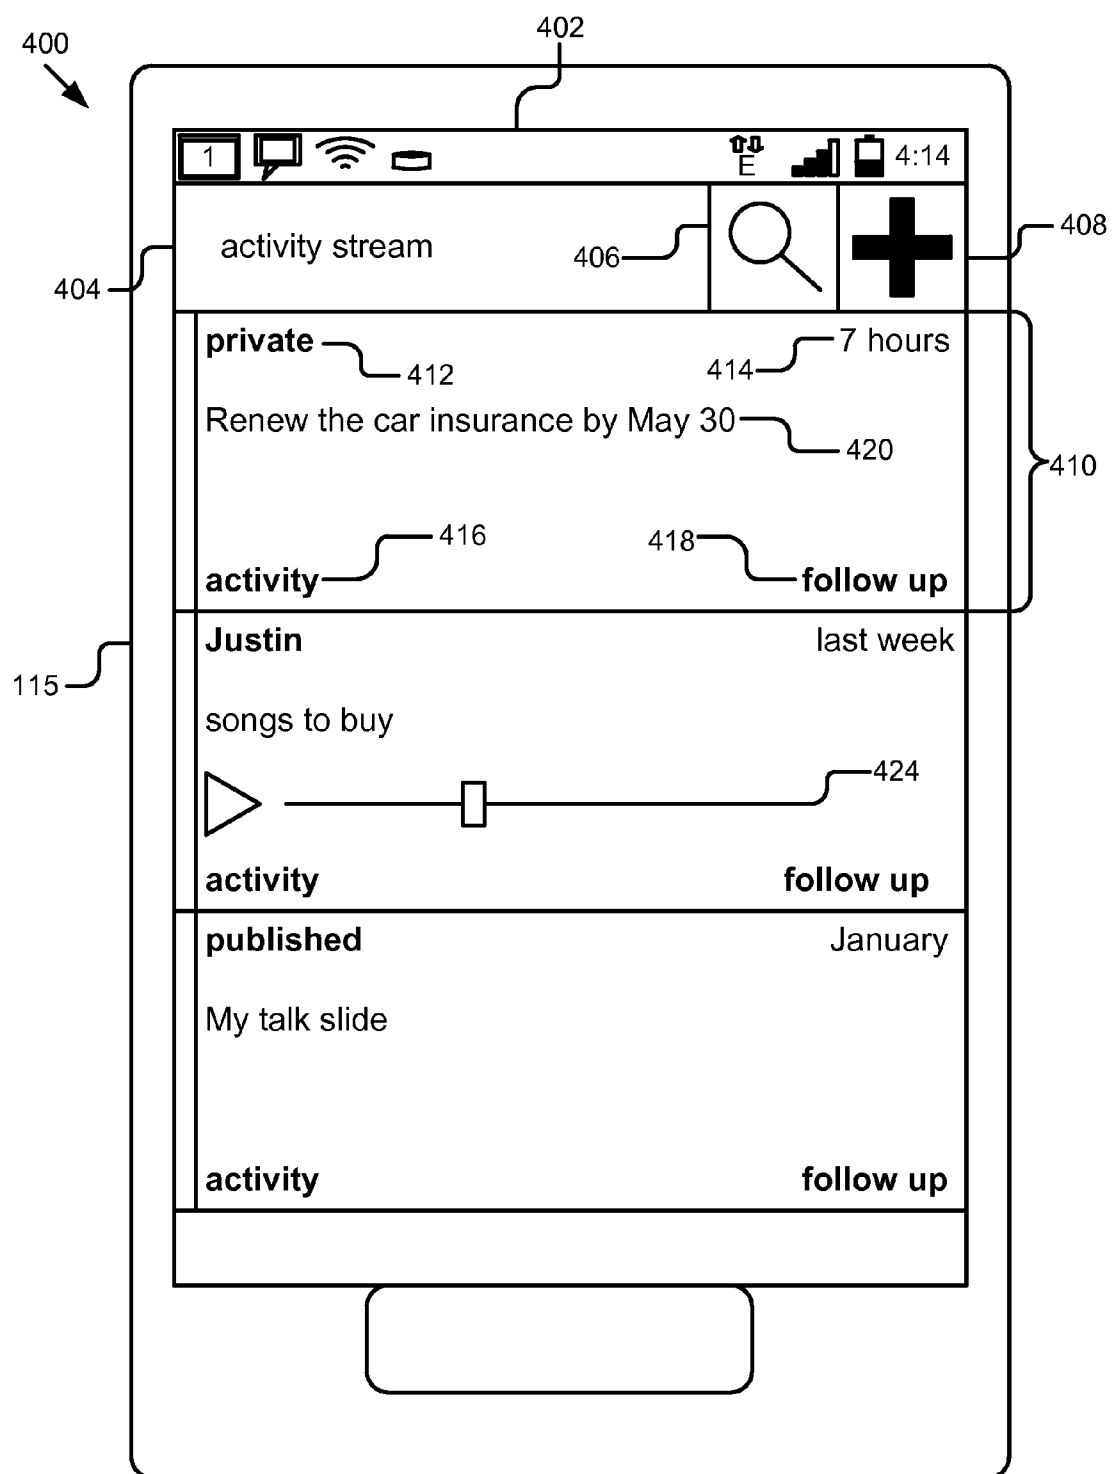 402
400
1
E
4:14
activity stream
406
408
404
private
7 hours
412
414
Renew the car insurance by May 30
420
410
416
418
activity
follow up
Justin
last week
115
songs to buy
424
activity
follow up
published
January
My talk slide
activity
follow up